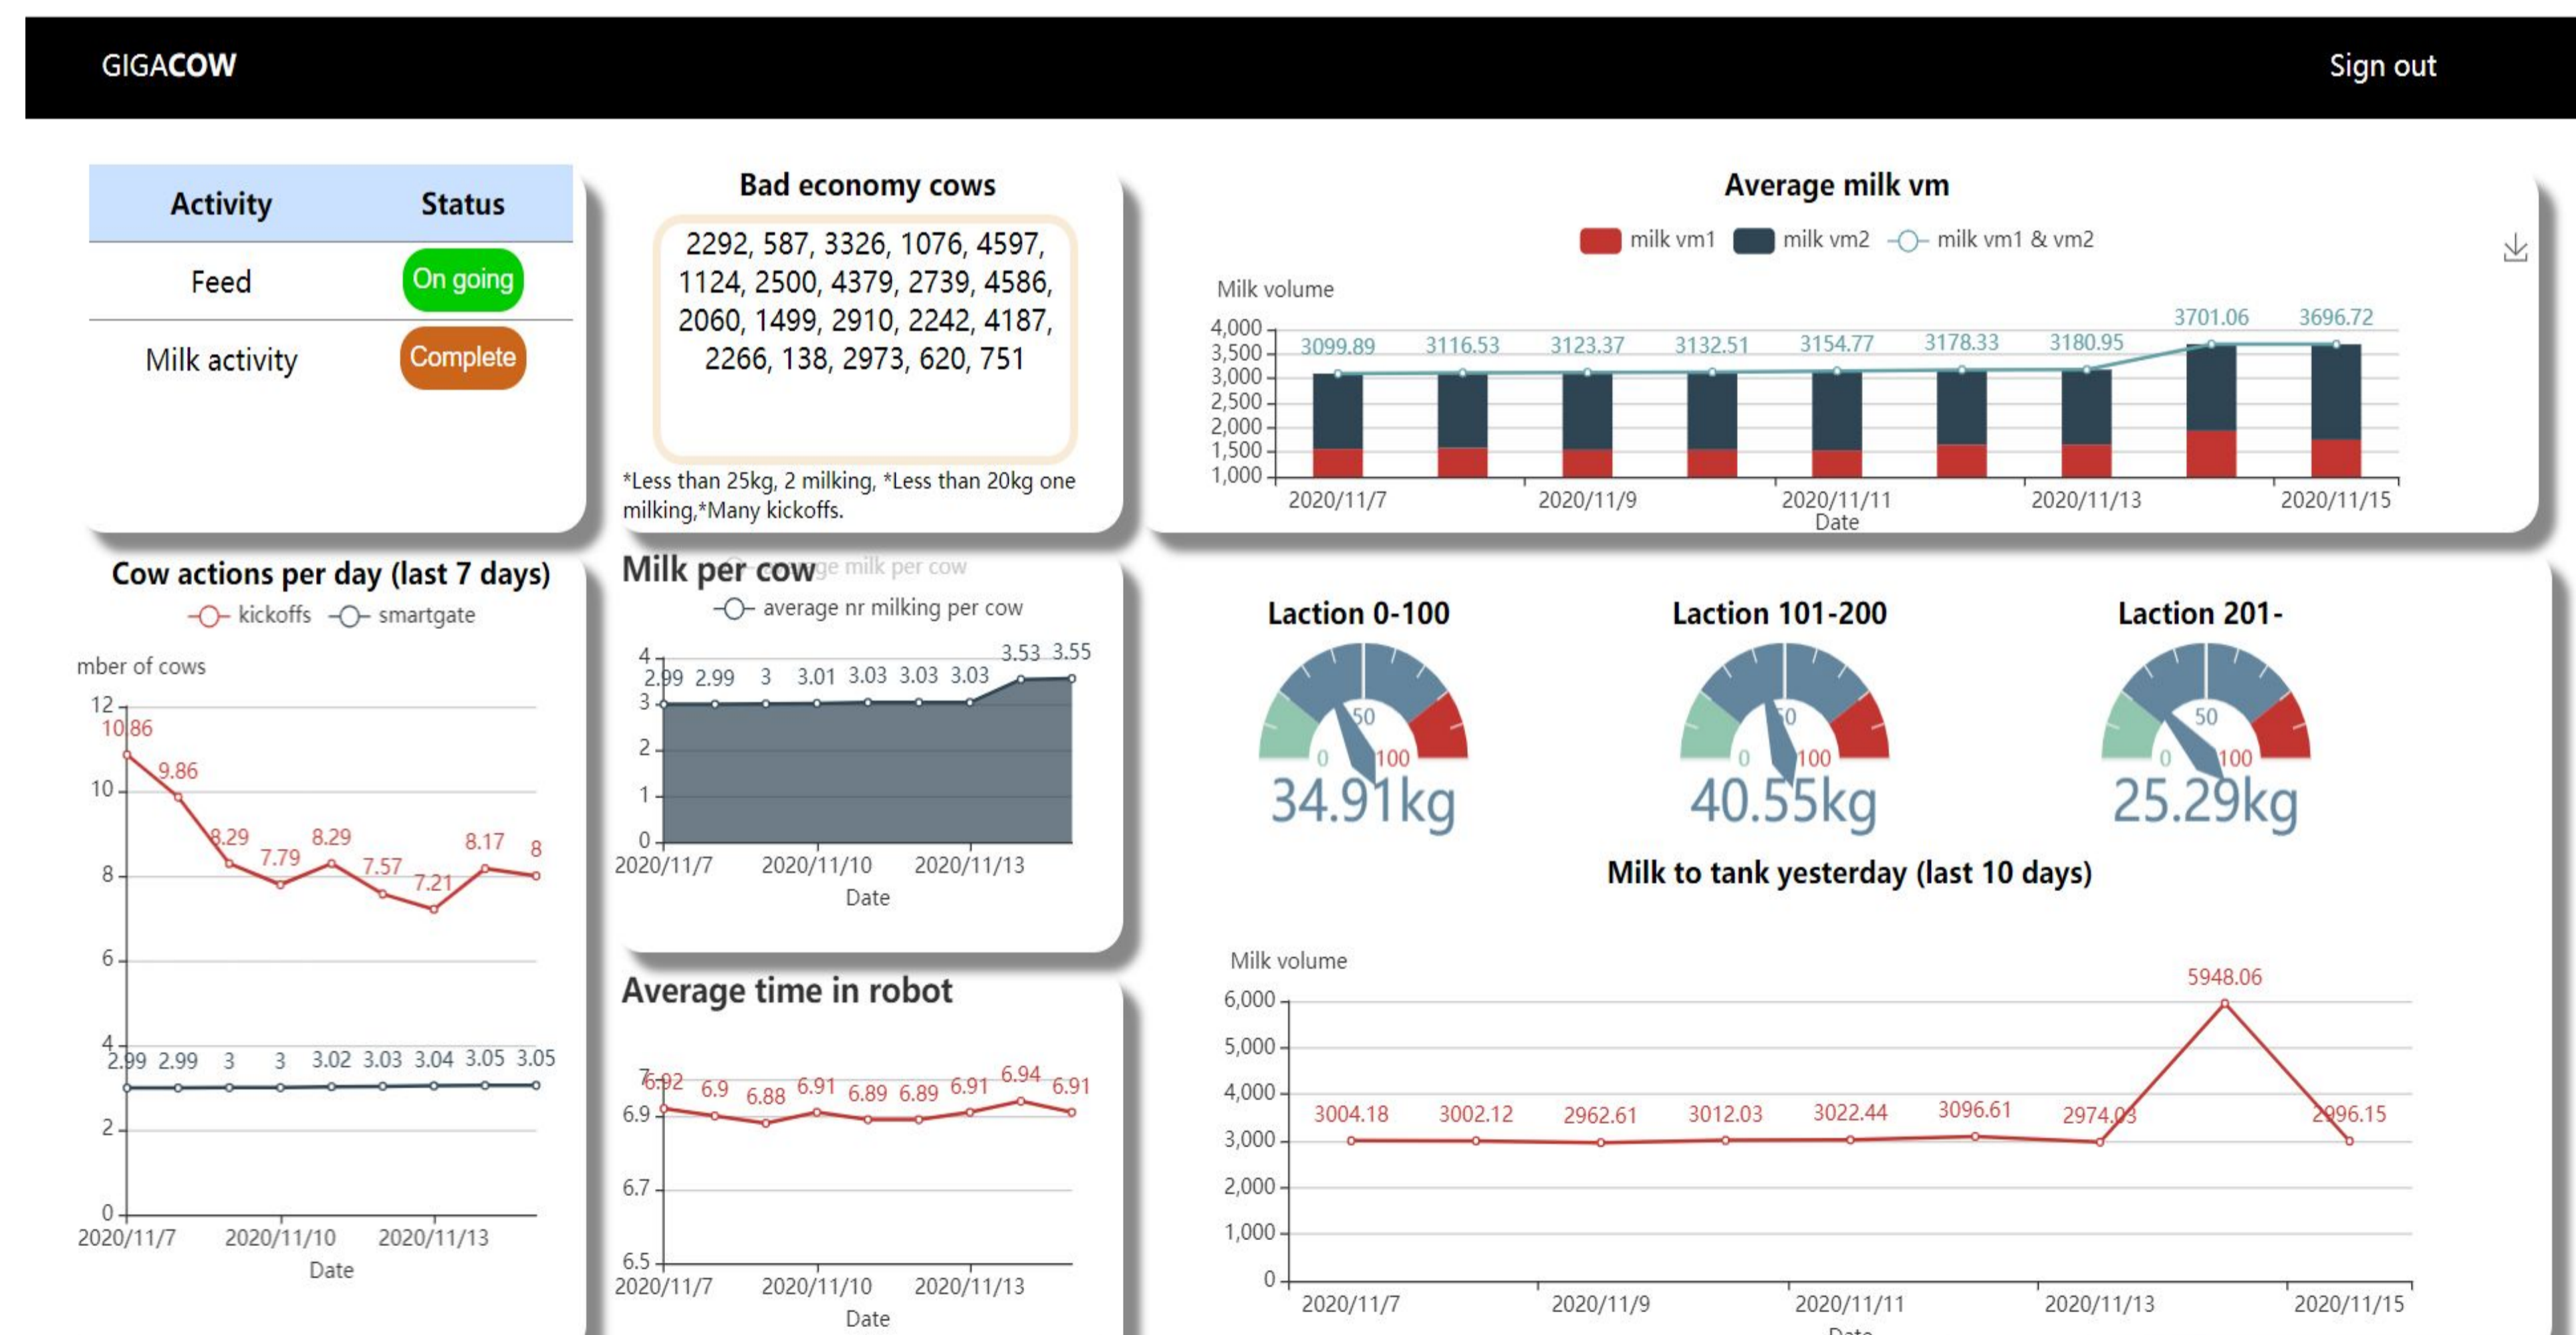 GIGACOW
Sign out
Activity Status
Feed On going
Milk activity Complete
Bad economy cows
2292, 587, 3326, 1076, 4597,
1124, 2500, 4379, 2739, 4586,
2060, 1499, 2910, 2242, 4187,
2266, 138, 2973, 620, 751
*Less than 25kg, 2 milking, *Less than 20kg one
milking,*Many kickoffs.
Average milk vm
milk vm1 milk vm2 milk vm1 & vm2
Milk volume
4,000
3,500
3,000
2,500
2,000
1,500
1,000
3099.89 3116.53 3123.37 3132.51 3154.77 3178.33 3180.95 3701.06 3696.72
2020/11/7 2020/11/9 2020/11/11 2020/11/13 2020/11/15
Date
Cow actions per day (last 7 days)
kickoffs smartgate
mber of cows
12
10
8
6
4
2
0
10.86 9.86 8.29 7.79 8.29 7.57 7.21 8.17 8
2.99 2.99 3 3 3.02 3.03 3.04 3.05 3.05
2020/11/7 2020/11/10 2020/11/13
Date
Milk per cow
milk per cow
average nr milking per cow
4
3
2
1
0
2.99 2.99 3 3.01 3.03 3.03 3.03 3.53 3.55
2020/11/7 2020/11/10 2020/11/13
Date
Average time in robot
7
6.9
6.7
6.5
6.92 6.9 6.88 6.91 6.89 6.89 6.91 6.94 6.91
2020/11/7 2020/11/10 2020/11/13
Date
Laction 0-100
50
0 100
34.91kg
Laction 101-200
50
0 100
40.55kg
Laction 201-
50
0 100
25.29kg
Milk to tank yesterday (last 10 days)
Milk volume
6,000
5,000
4,000
3,000
2,000
1,000
0
3004.18 3002.12 2962.61 3012.03 3022.44 3096.61 2974.03 5948.06 2996.15
2020/11/7 2020/11/9 2020/11/11 2020/11/13 2020/11/15
Date